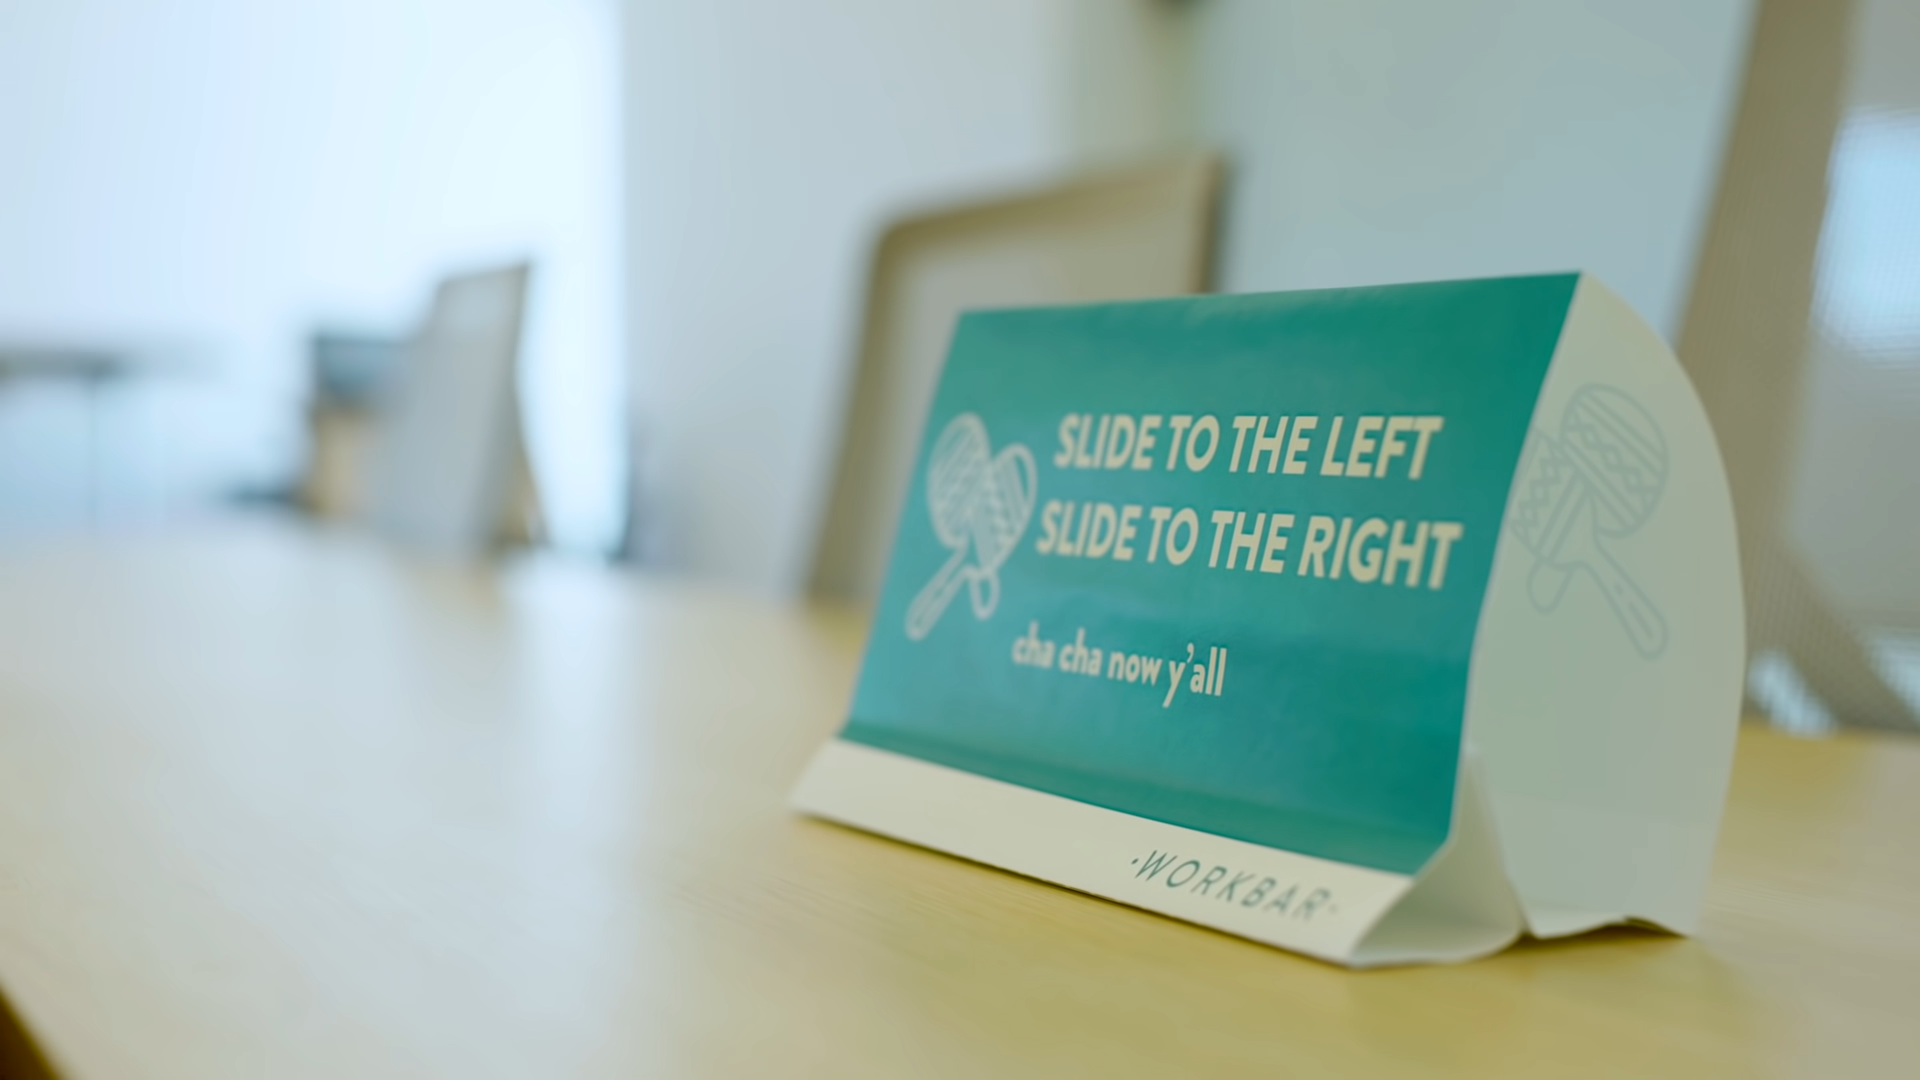 SLIDE TO THE LEFT
SLIDE TO THE RIGHT
cha cha now y'all
·WORKBAR·